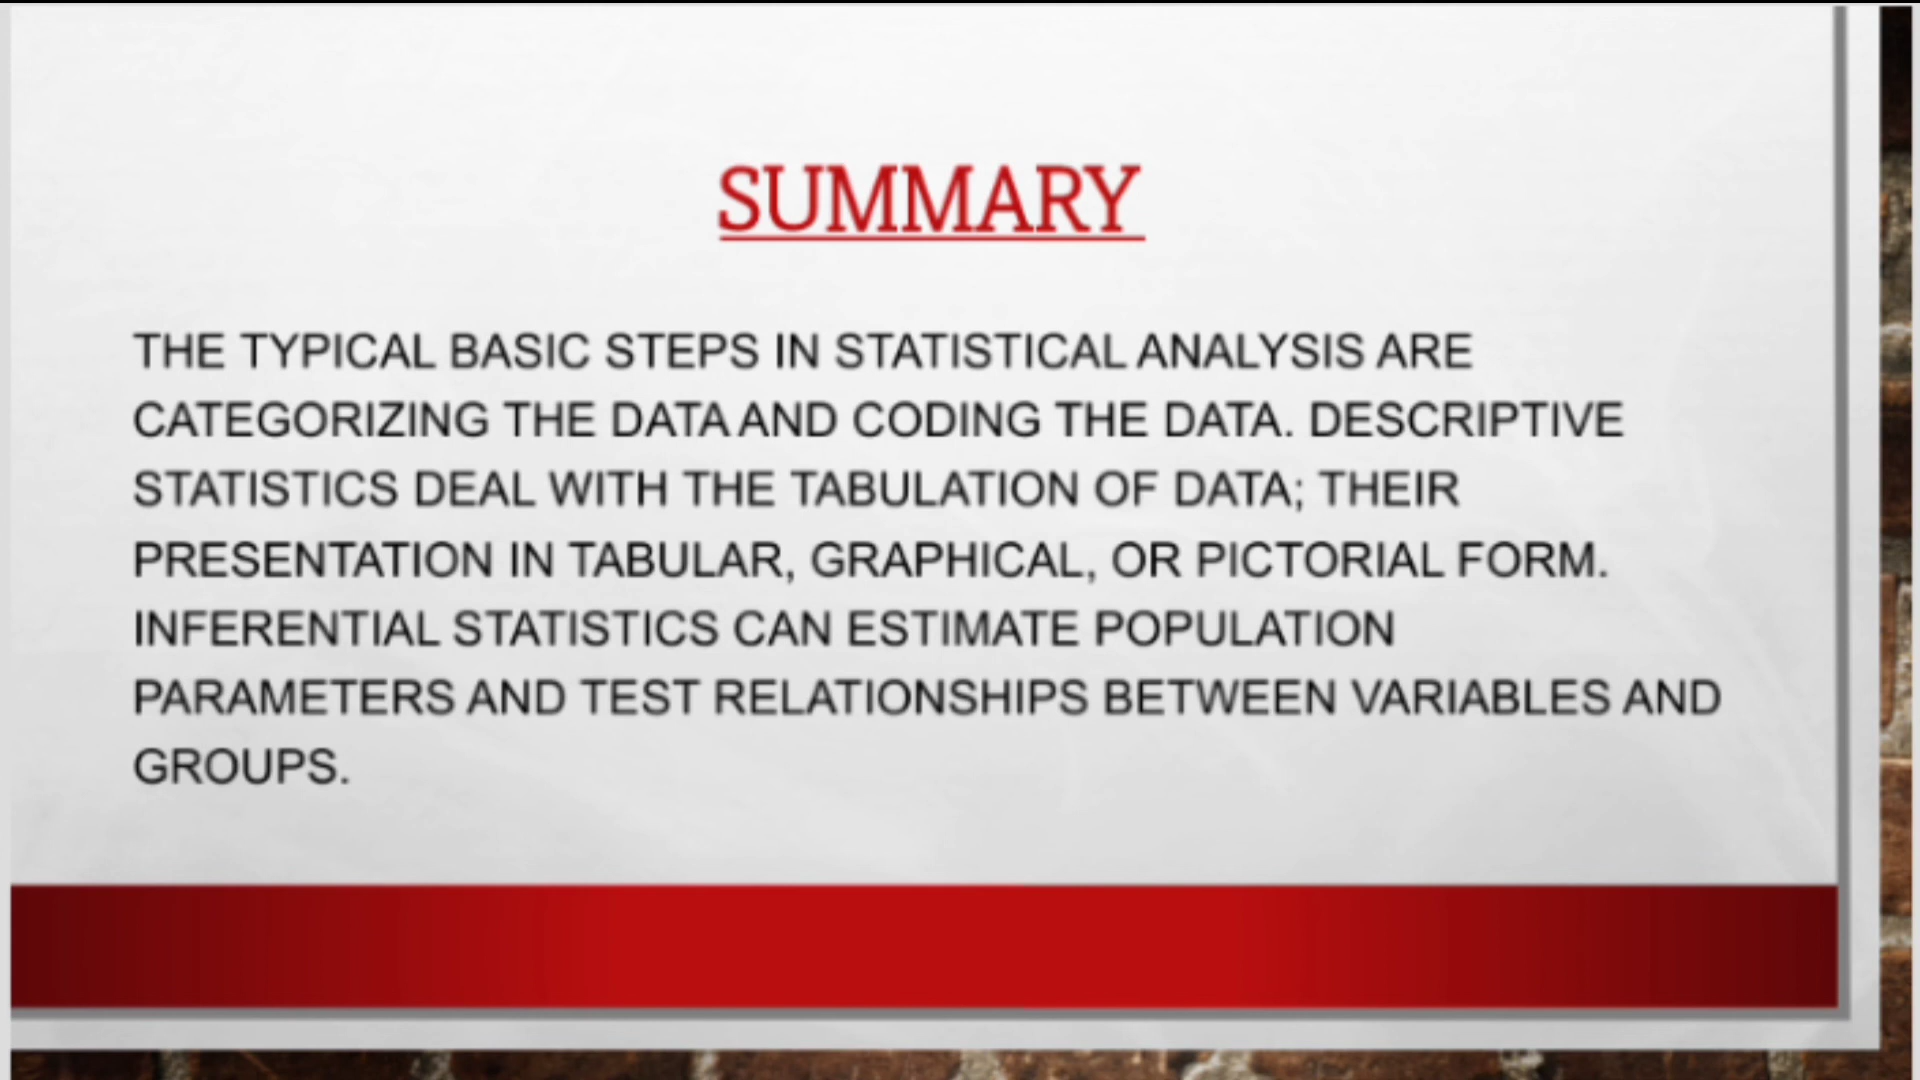 SUMMARY
THE TYPICAL BASIC STEPS IN STATISTICAL ANALYSIS ARE
CATEGORIZING THE DATA AND CODING THE DATA. DESCRIPTIVE
STATISTICS DEAL WITH THE TABULATION OF DATA; THEIR
PRESENTATION IN TABULAR, GRAPHICAL, OR PICTORIAL FORM.
INFERENTIAL STATISTICS CAN ESTIMATE POPULATION
PARAMETERS AND TEST RELATIONSHIPS BETWEEN VARIABLES AND
GROUPS.